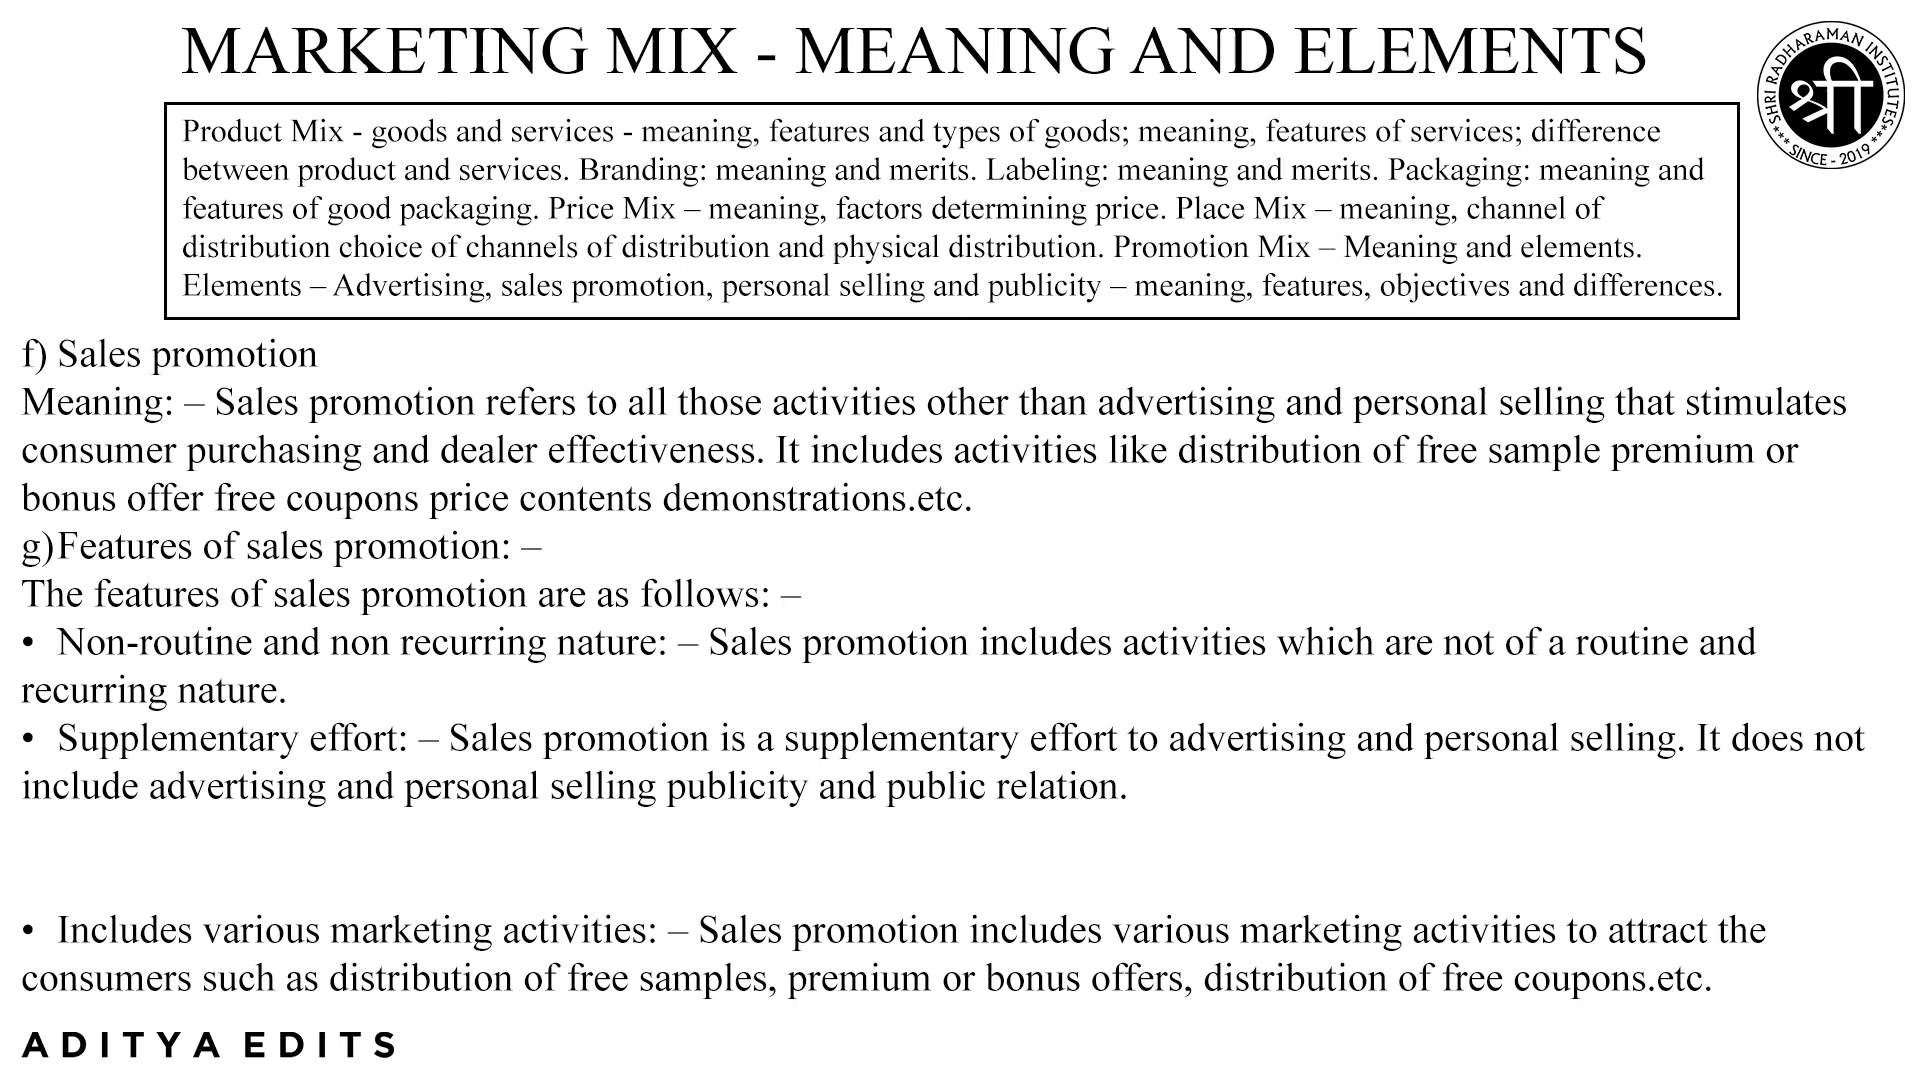 MARKETING MIX - MEANING AND ELEMENTS
SHRI RADHARAMAN INSTITUTES
श्री
*** SINCE - 2019 ***
Product Mix - goods and services - meaning, features and types of goods; meaning, features of services; difference
between product and services. Branding: meaning and merits. Labeling: meaning and merits. Packaging: meaning and
features of good packaging. Price Mix – meaning, factors determining price. Place Mix – meaning, channel of
distribution choice of channels of distribution and physical distribution. Promotion Mix – Meaning and elements.
Elements – Advertising, sales promotion, personal selling and publicity – meaning, features, objectives and differences.
f) Sales promotion
Meaning: – Sales promotion refers to all those activities other than advertising and personal selling that stimulates
consumer purchasing and dealer effectiveness. It includes activities like distribution of free sample premium or
bonus offer free coupons price contents demonstrations.etc.
g)Features of sales promotion: –
The features of sales promotion are as follows: –
• Non-routine and non recurring nature: – Sales promotion includes activities which are not of a routine and
recurring nature.
• Supplementary effort: – Sales promotion is a supplementary effort to advertising and personal selling. It does not
include advertising and personal selling publicity and public relation.
• Includes various marketing activities: – Sales promotion includes various marketing activities to attract the
consumers such as distribution of free samples, premium or bonus offers, distribution of free coupons.etc.
ADITYA EDITS